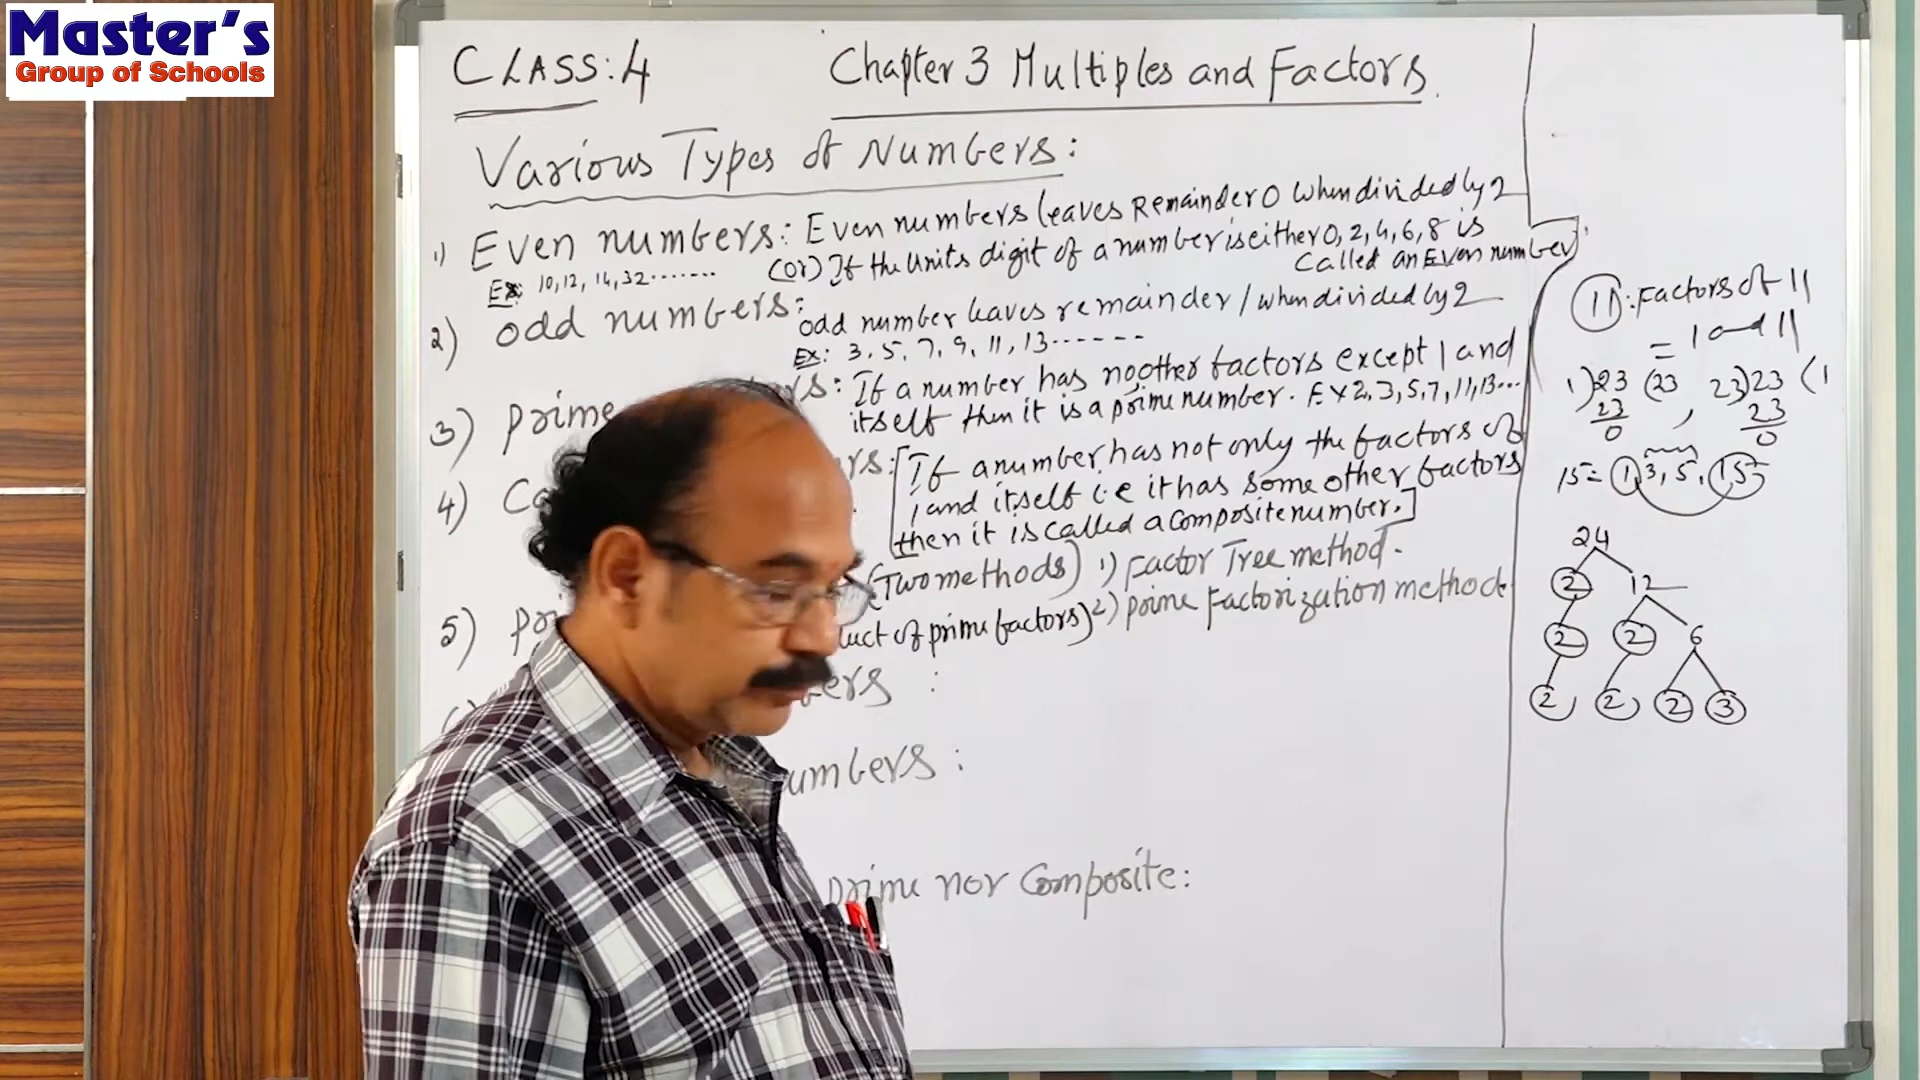 Master's
Group of Schools
CLASS: 4
Chapter 3 Multiples and Factors.
Various Types of Numbers:
1) Even numbers: Even numbers leaves Remainder 0 when divided by 2
(or) If the Units digit of a number is either 0, 2, 4, 6, 8 is
called an Even number
Ex: 10, 12, 14, 32.......
2) odd numbers:
odd number leaves remainder 1 when divided by 2
Ex: 3, 5, 7, 9, 11, 13......
3) prime
: If a number has no other factors except 1 and
itself then it is a prime number. Ex 2, 3, 5, 7, 11, 13...
4)
[If a number has not only the factors of
1 and itself i.e it has some other factors
then it is called a composite number.]
5)
(Two methods) 1) Factor Tree method.
of prime factors) 2) prime Factorization method.
:
:
prime nor Composite:
11: Factors of 11
= 1 and 11
1) 23 (23 , 23) 23 (1
23 23
0 0
15 = 1, 3, 5, 15
24
2 12
2 2 6
2 2 2 3